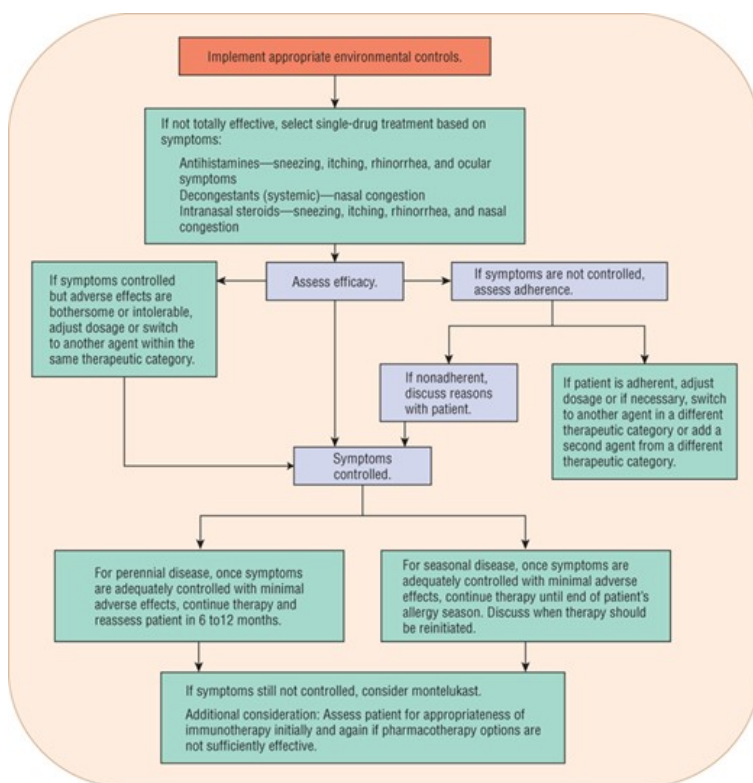 Implement appropriate environmental controls.
If not totally effective, select single-drug treatment based on
symptoms:
Antihistamines—sneezing, itching, rhinorrhea, and ocular
symptoms
Decongestants (systemic)—nasal congestion
Intranasal steroids—sneezing, itching, rhinorrhea, and nasal
congestion
If symptoms controlled
but adverse effects are
bothersome or intolerable,
adjust dosage or switch
to another agent within the
same therapeutic category.
Assess efficacy.
If symptoms are not controlled,
assess adherence.
If nonadherent,
discuss reasons
with patient.
If patient is adherent, adjust
dosage or if necessary, switch
to another agent in a different
therapeutic category or add a
second agent from a different
therapeutic category.
Symptoms
controlled.
For perennial disease, once symptoms
are adequately controlled with minimal
adverse effects, continue therapy and
reassess patient in 6 to12 months.
For seasonal disease, once symptoms are
adequately controlled with minimal adverse
effects, continue therapy until end of patient's
allergy season. Discuss when therapy should
be reinitiated.
If symptoms still not controlled, consider montelukast.
Additional consideration: Assess patient for appropriateness of
immunotherapy initially and again if pharmacotherapy options are
not sufficiently effective.